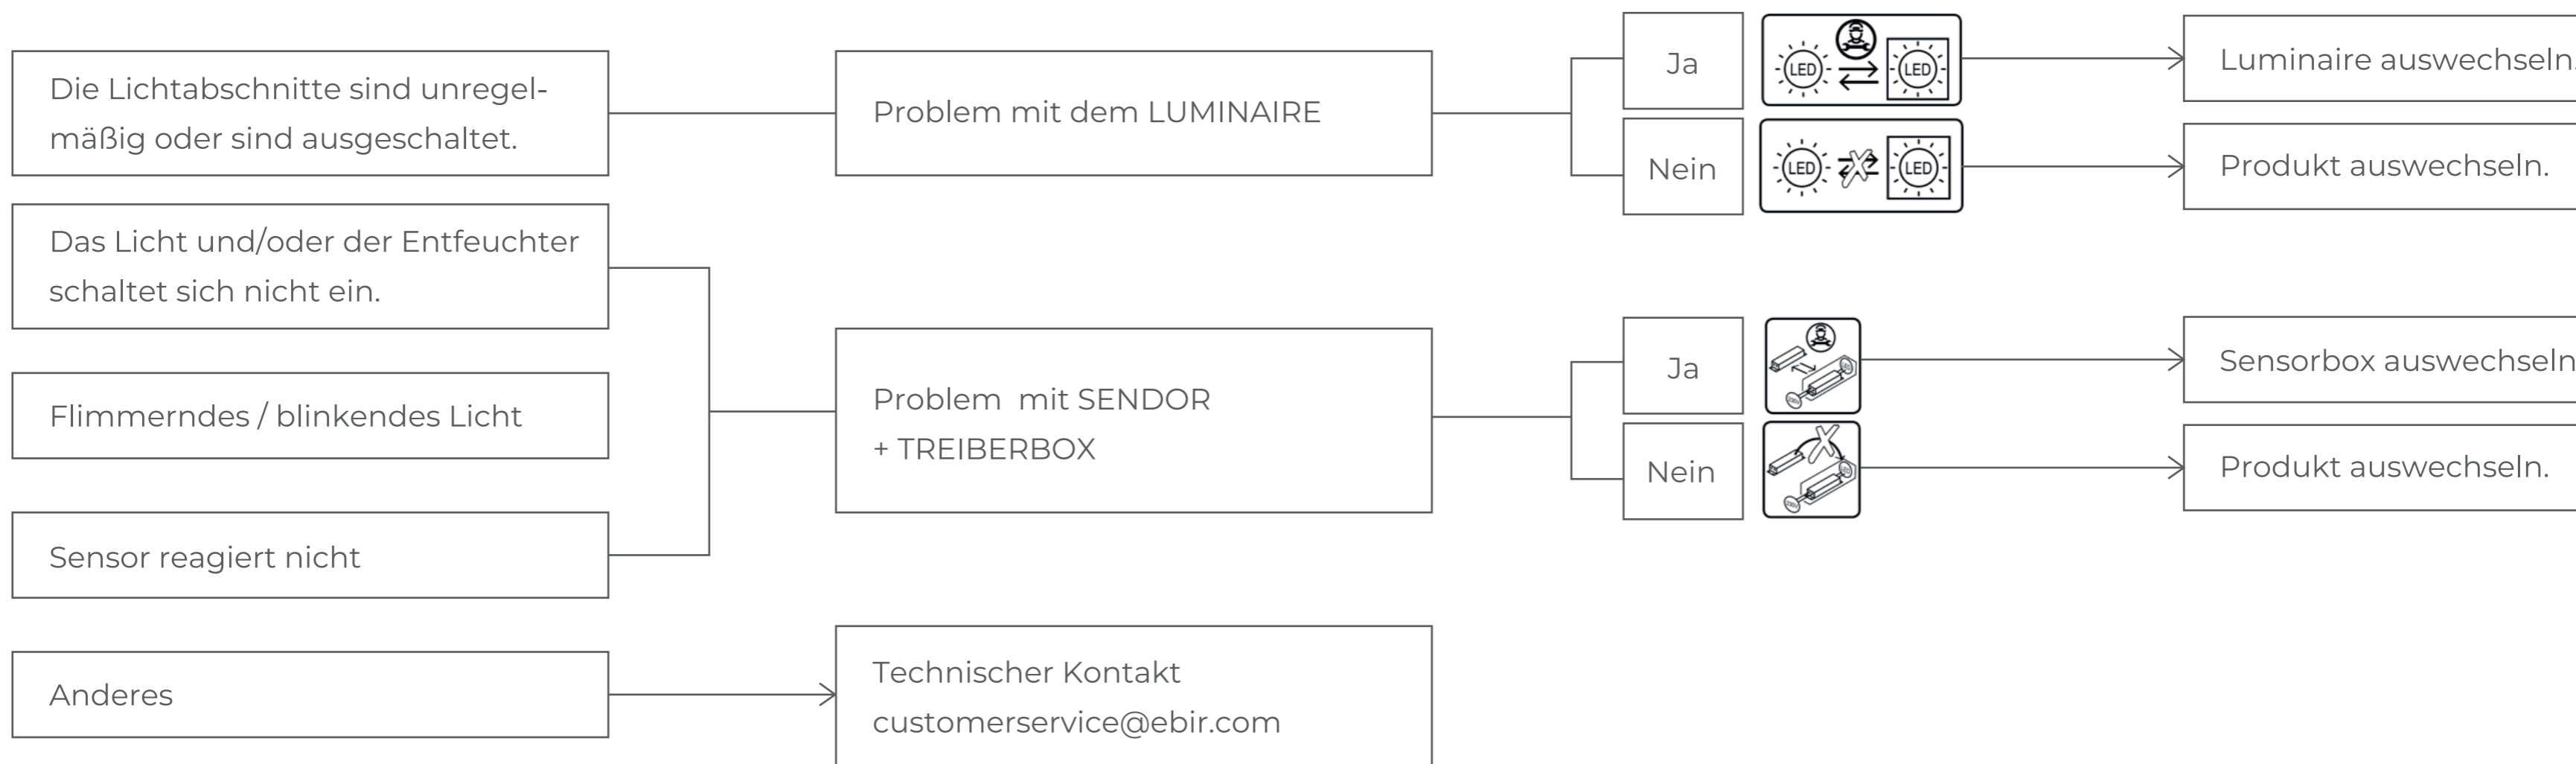 Die Lichtabschnitte sind unregel-
mäßig oder sind ausgeschaltet.
Problem mit dem LUMINAIRE
Ja
LED
LED
Luminaire auswechseln.
Nein
LED
LED
Produkt auswechseln.
Das Licht und/oder der Entfeuchter
schaltet sich nicht ein.
Flimmerndes / blinkendes Licht
Sensor reagiert nicht
Problem mit SENDOR
+ TREIBERBOX
Ja
Sensorbox auswechseln
Nein
Produkt auswechseln.
Anderes
Technischer Kontakt
customerservice@ebir.com